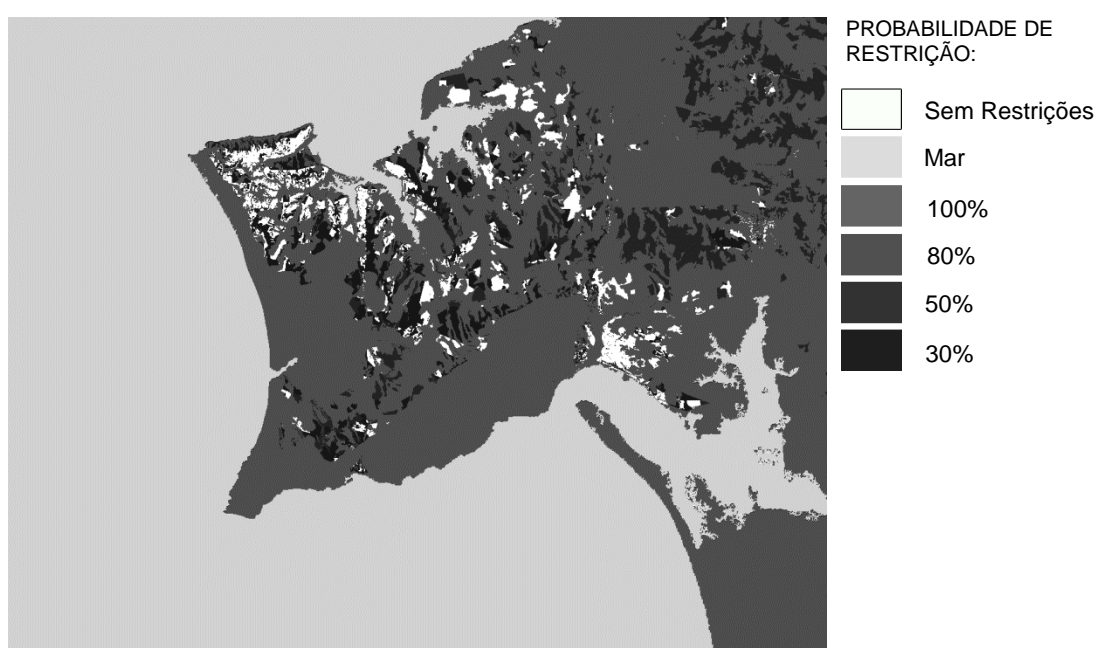 PROBABILIDADE DE
RESTRIÇÃO:
Sem Restrições
Mar
100%
80%
50%
30%